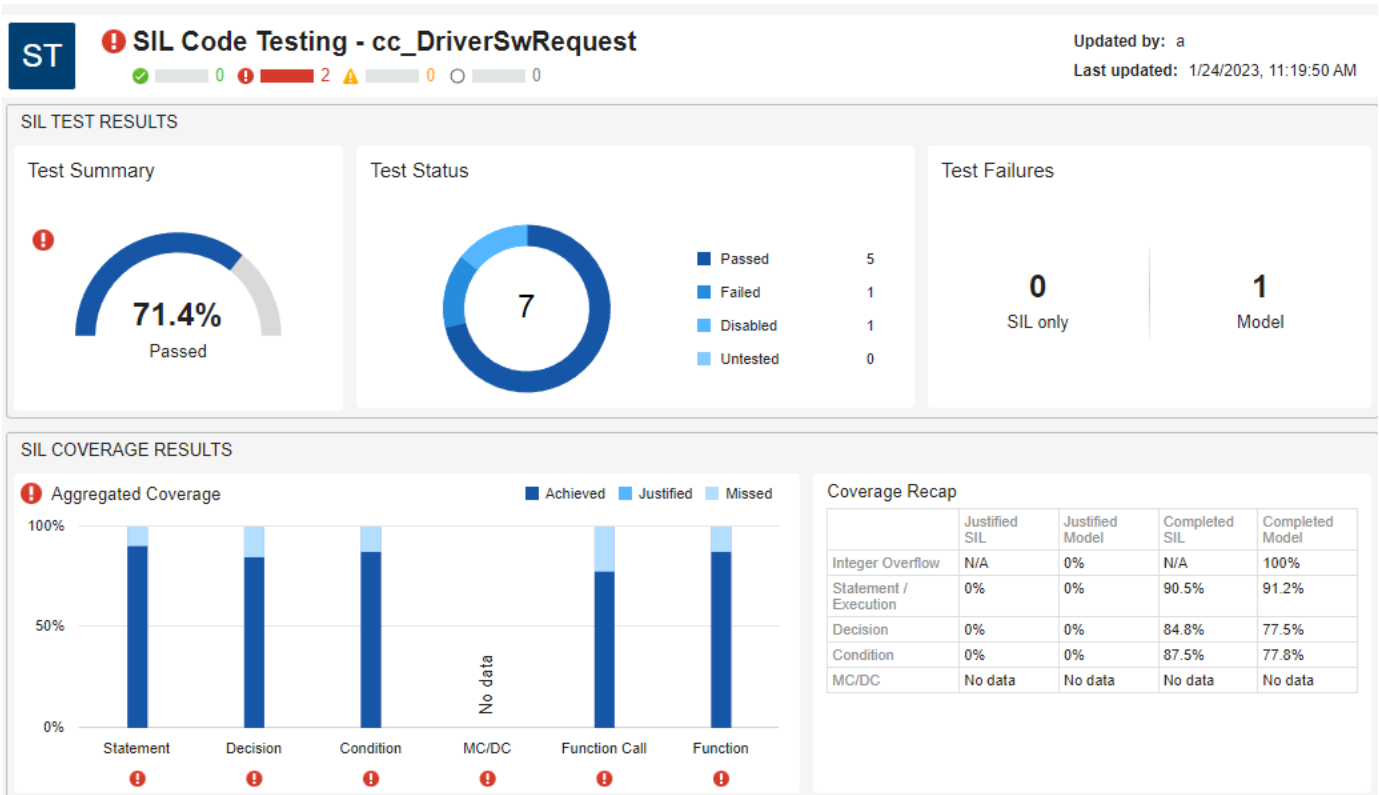 ST
SIL Code Testing - cc_DriverSwRequest
0 2 0 0
Updated by: a
Last updated: 1/24/2023, 11:19:50 AM
SIL TEST RESULTS
Test Summary
71.4%
Passed
Test Status
7
Passed 5
Failed 1
Disabled 1
Untested 0
Test Failures
0 1
SIL only Model
SIL COVERAGE RESULTS
Aggregated Coverage
Achieved Justified Missed
100%
50%
0%
No data
Statement Decision Condition MC/DC Function Call Function
Coverage Recap
Justified SIL Justified Model Completed SIL Completed Model
Integer Overflow N/A 0% N/A 100%
Statement / Execution 0% 0% 90.5% 91.2%
Decision 0% 0% 84.8% 77.5%
Condition 0% 0% 87.5% 77.8%
MC/DC No data No data No data No data